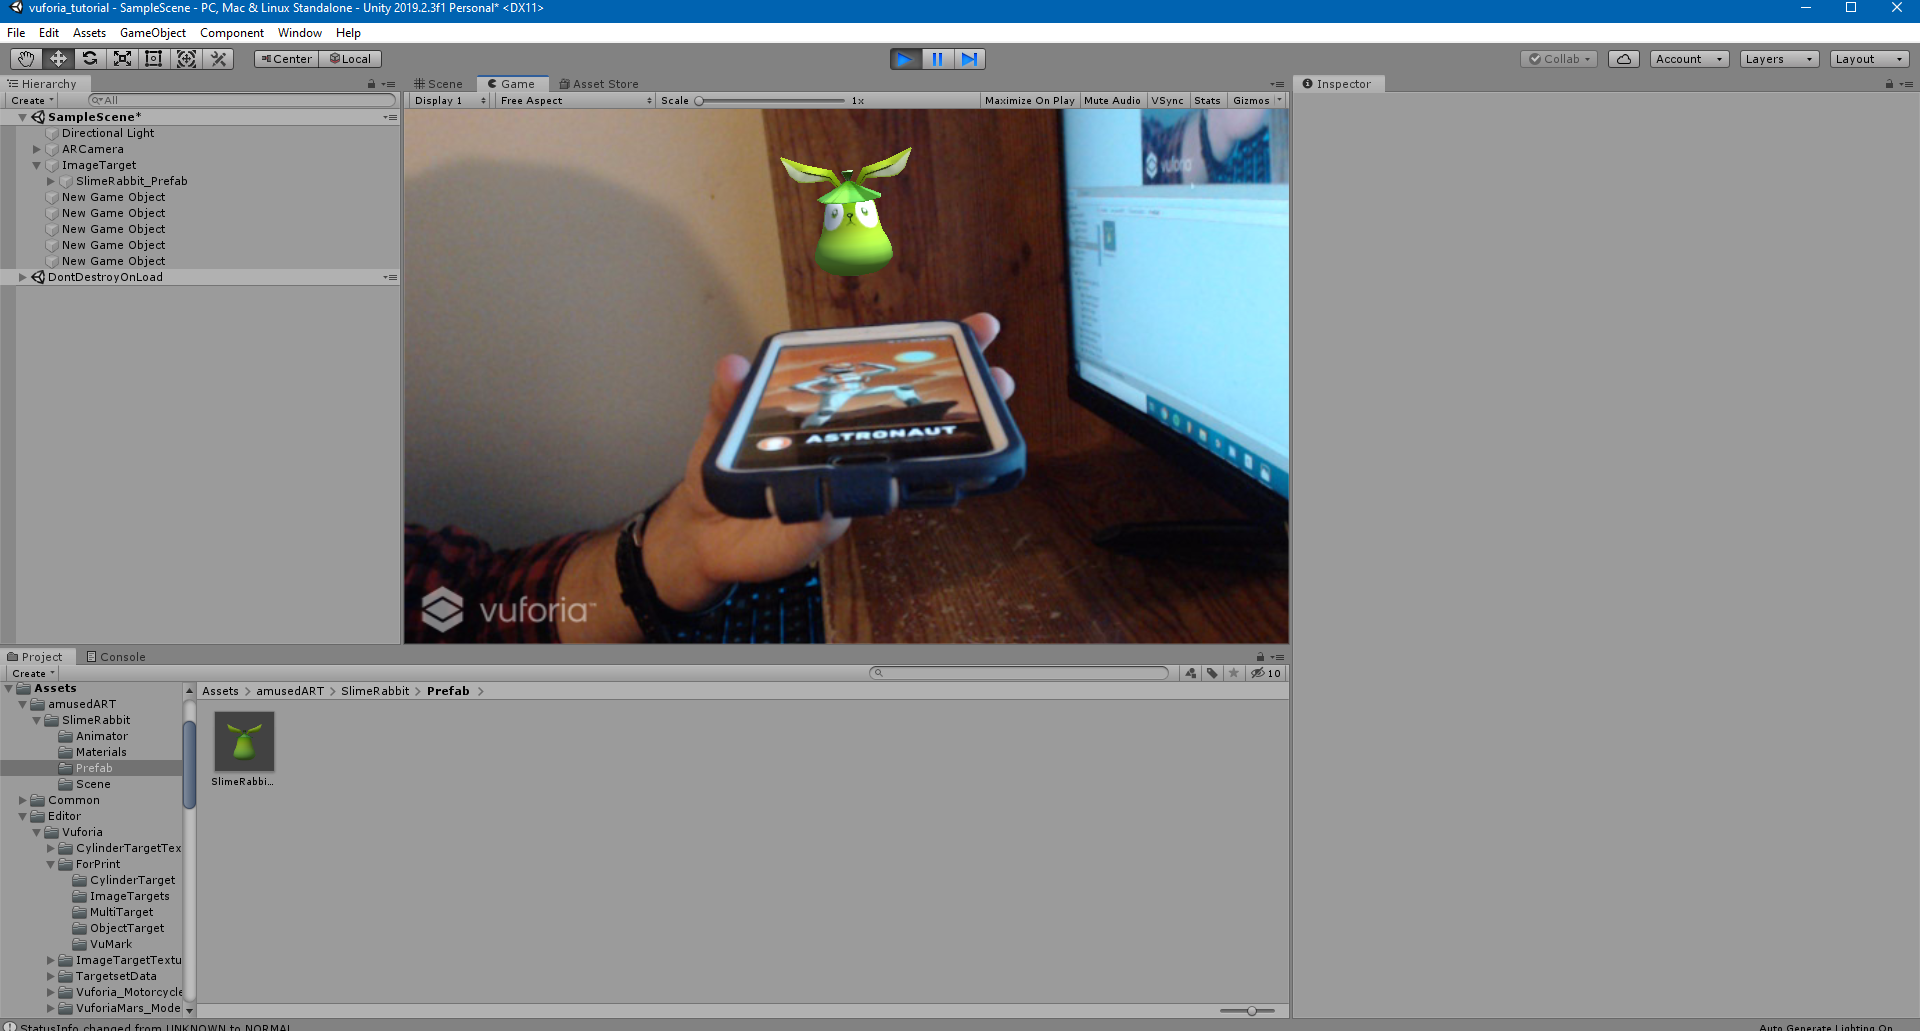 vuforia_tutorial - SampleScene - PC, Mac & Linux Standalone - Unity 2019.2.3f1 Personal* <DX11>
File Edit Assets GameObject Component Window Help
Center Local
Collab Account Layers Layout
Hierarchy
Create All
SampleScene*
Directional Light
ARCamera
ImageTarget
SlimeRabbit_Prefab
New Game Object
New Game Object
New Game Object
New Game Object
New Game Object
DontDestroyOnLoad
Scene Game Asset Store
Display 1 Free Aspect Scale 1x Maximize On Play Mute Audio VSync Stats Gizmos
vuforia
ASTRONAUT
vuforia™
Inspector
Project Console
Create
10
Assets
amusedART
SlimeRabbit
Animator
Materials
Prefab
Scene
Common
Editor
Vuforia
CylinderTargetTex
ForPrint
CylinderTarget
ImageTargets
MultiTarget
ObjectTarget
VuMark
ImageTargetTextu
TargetsetData
Vuforia_Motorcycle
VuforiaMars_Mode
Assets > amusedART > SlimeRabbit > Prefab >
SlimeRabbi...
StatusInfo changed from UNKNOWN to NORMAL
Auto Generate Lighting On